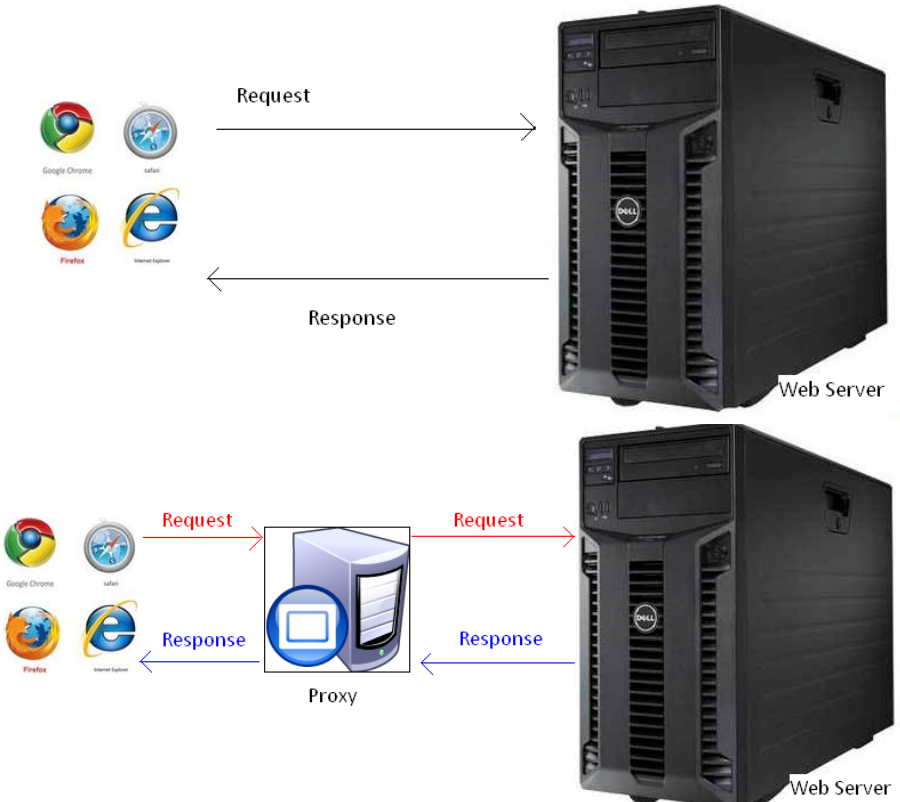 Request
Google Chrome
safari
Firefox
Internet Explorer
DELL
Response
Web Server
Request
Request
Google Chrome
safari
Firefox
Internet Explorer
Response
Response
DELL
Proxy
Web Server